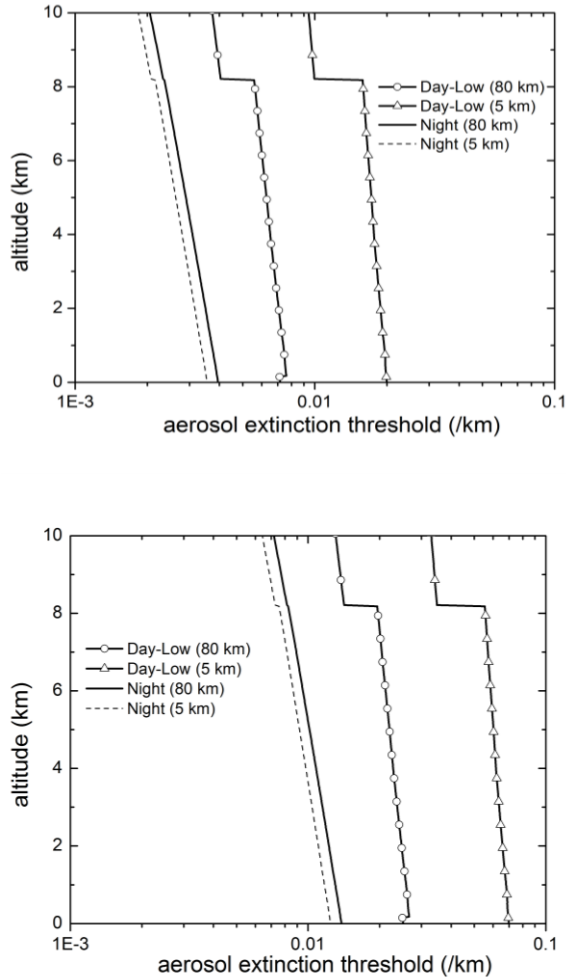 10
8
6
4
2
0
altitude (km)
Day-Low (80 km)
Day-Low (5 km)
Night (80 km)
Night (5 km)
1E-3
0.01
0.1
aerosol extinction threshold (/km)
10
8
6
4
2
0
altitude (km)
Day-Low (80 km)
Day-Low (5 km)
Night (80 km)
Night (5 km)
1E-3
0.01
0.1
aerosol extinction threshold (/km)